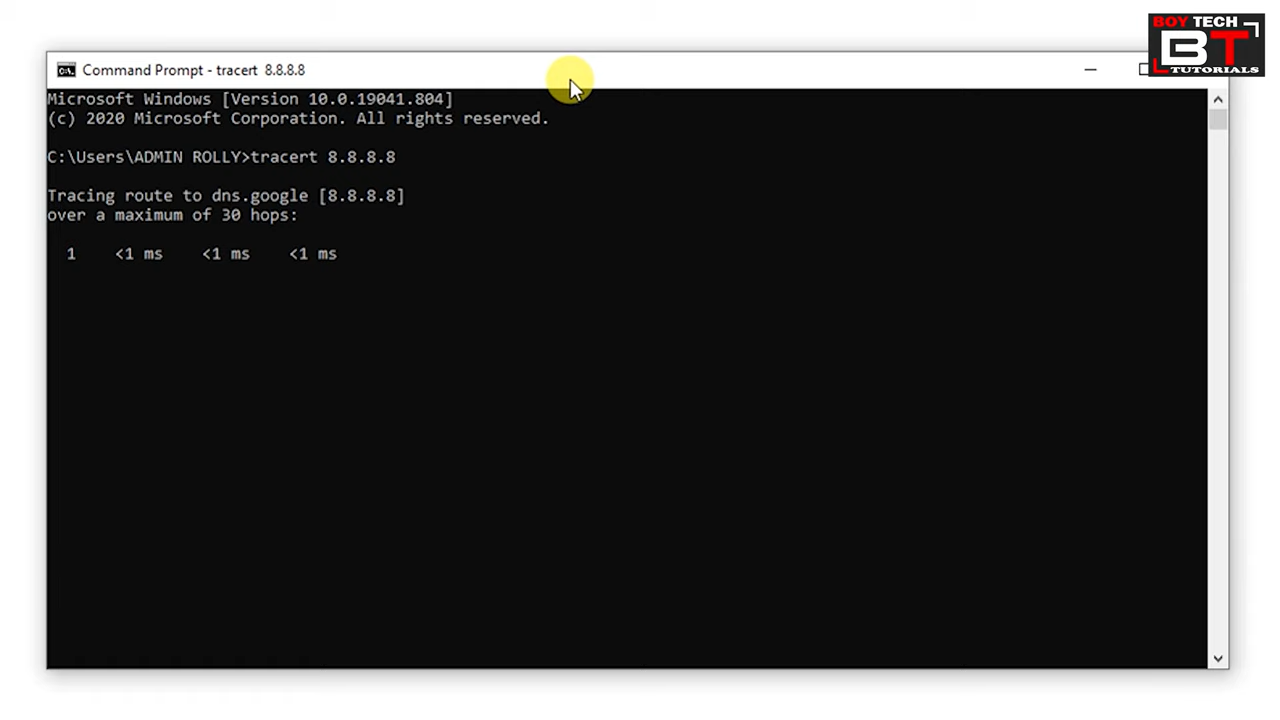 BOY TECH
BT
TUTORIALS
Command Prompt - tracert 8.8.8.8
Microsoft Windows [Version 10.0.19041.804]
(c) 2020 Microsoft Corporation. All rights reserved.
C:\Users\ADMIN ROLLY>tracert 8.8.8.8
Tracing route to dns.google [8.8.8.8]
over a maximum of 30 hops:
1 <1 ms <1 ms <1 ms